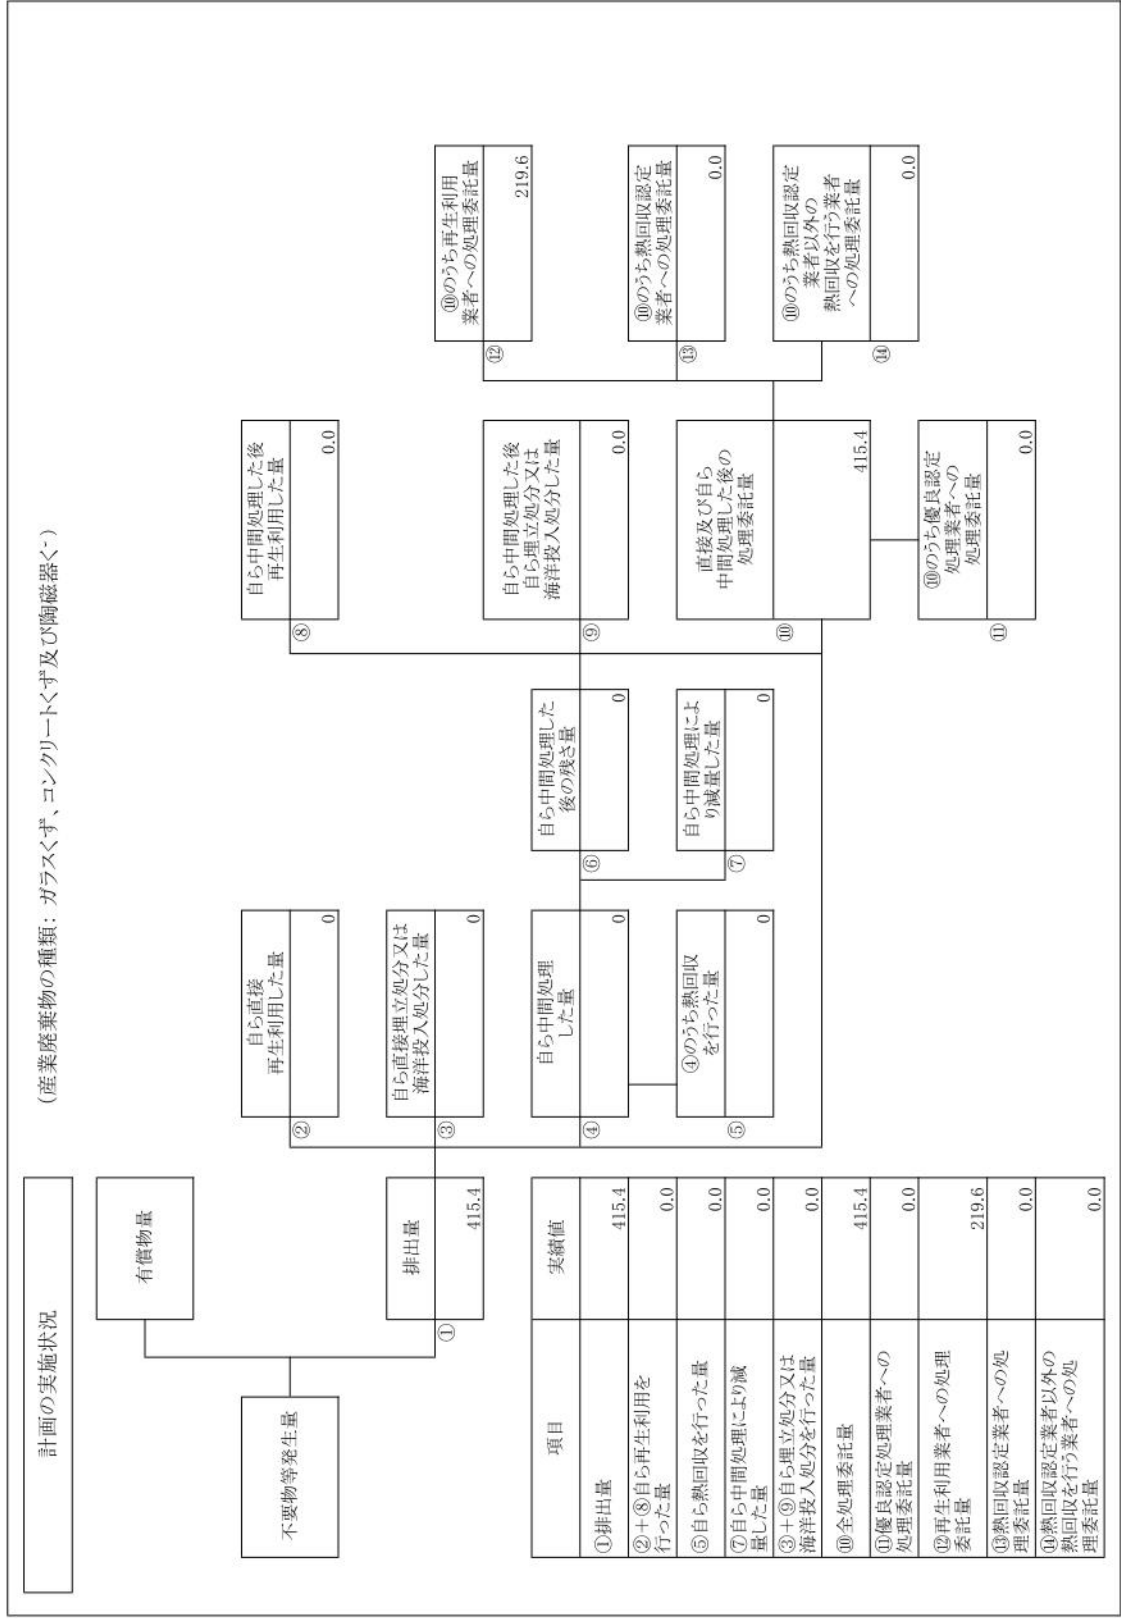 計画の実施状況
(産業廃棄物の種類：ガラスくず、コンクリートくず及び陶磁器く-)
有償物量
不要物等発生量
①
排出量
415.4
②
自ら直接
再生利用した量
0
③
自ら直接埋立処分又は
海洋投入処分した量
0
④
自ら中間処理
した量
0
⑤
④のうち熱回収
を行った量
0
⑥
自ら中間処理した
後の残さ量
0
⑦
自ら中間処理によ
り減量した量
0
⑧
自ら中間処理した後
再生利用した量
0.0
⑨
自ら中間処理した後
自ら埋立処分又は
海洋投入処分した量
0.0
⑩
直接及び自ら
中間処理した後の
処理委託量
415.4
⑪
⑩のうち優良認定
処理業者への
処理委託量
0.0
⑫
⑩のうち再生利用
業者への処理委託量
219.6
⑬
⑩のうち熱回収認定
業者への処理委託量
0.0
⑭
⑩のうち熱回収認定
業者以外の
熱回収を行う業者
への処理委託量
0.0
項目 実績値
①排出量 415.4
②＋⑧自ら再生利用を
行った量 0.0
⑤自ら熱回収を行った量 0.0
⑦自ら中間処理により減
量した量 0.0
③＋⑨自ら埋立処分又は
海洋投入処分を行った量 0.0
⑩全処理委託量 415.4
⑪優良認定処理業者への
処理委託量 0.0
⑫再生利用業者への処理
委託量 219.6
⑬熱回収認定業者への処
理委託量 0.0
⑭熱回収認定業者以外の
熱回収を行う業者への処
理委託量 0.0